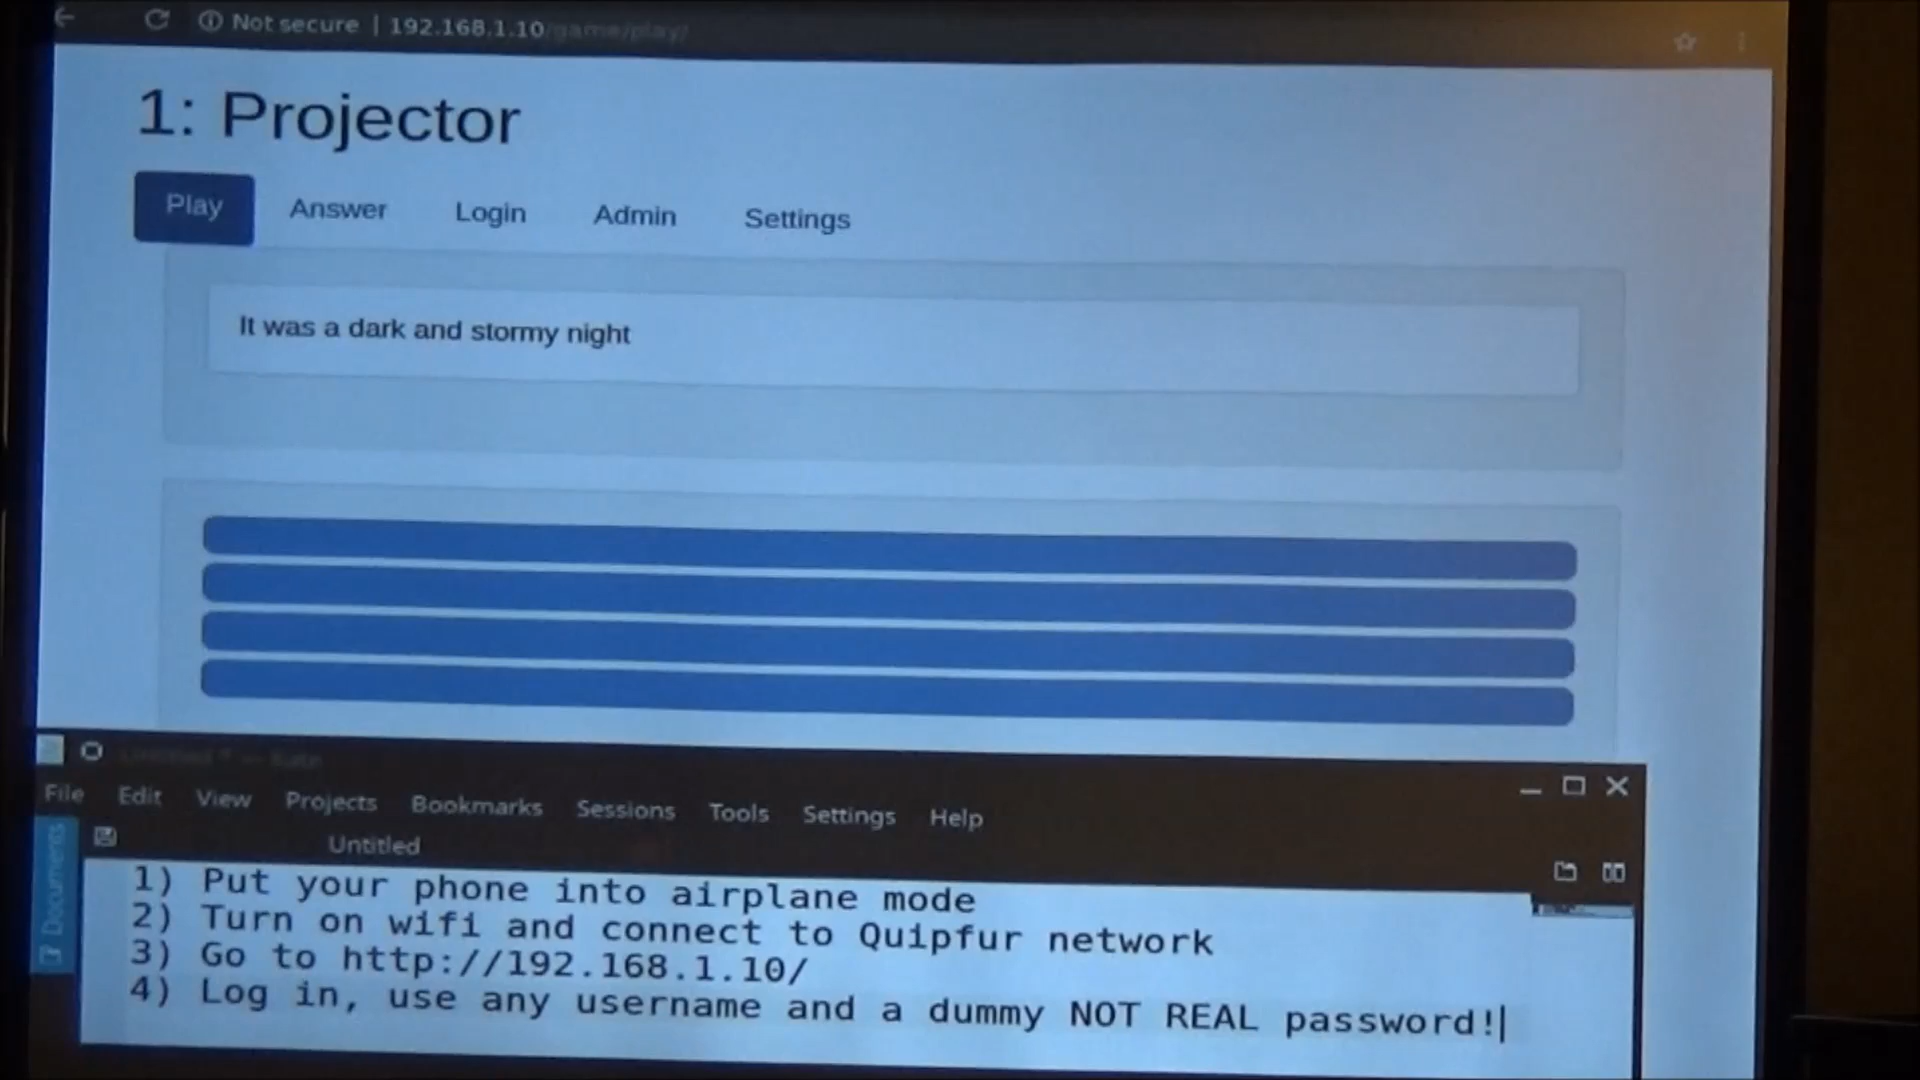 Not secure | 192.168.1.10/game/play/
1: Projector
Play Answer Login Admin Settings
It was a dark and stormy night
File Edit View Projects Bookmarks Sessions Tools Settings Help
Untitled
Documents
1) Put your phone into airplane mode
2) Turn on wifi and connect to Quipfur network
3) Go to http://192.168.1.10/
4) Log in, use any username and a dummy NOT REAL password!